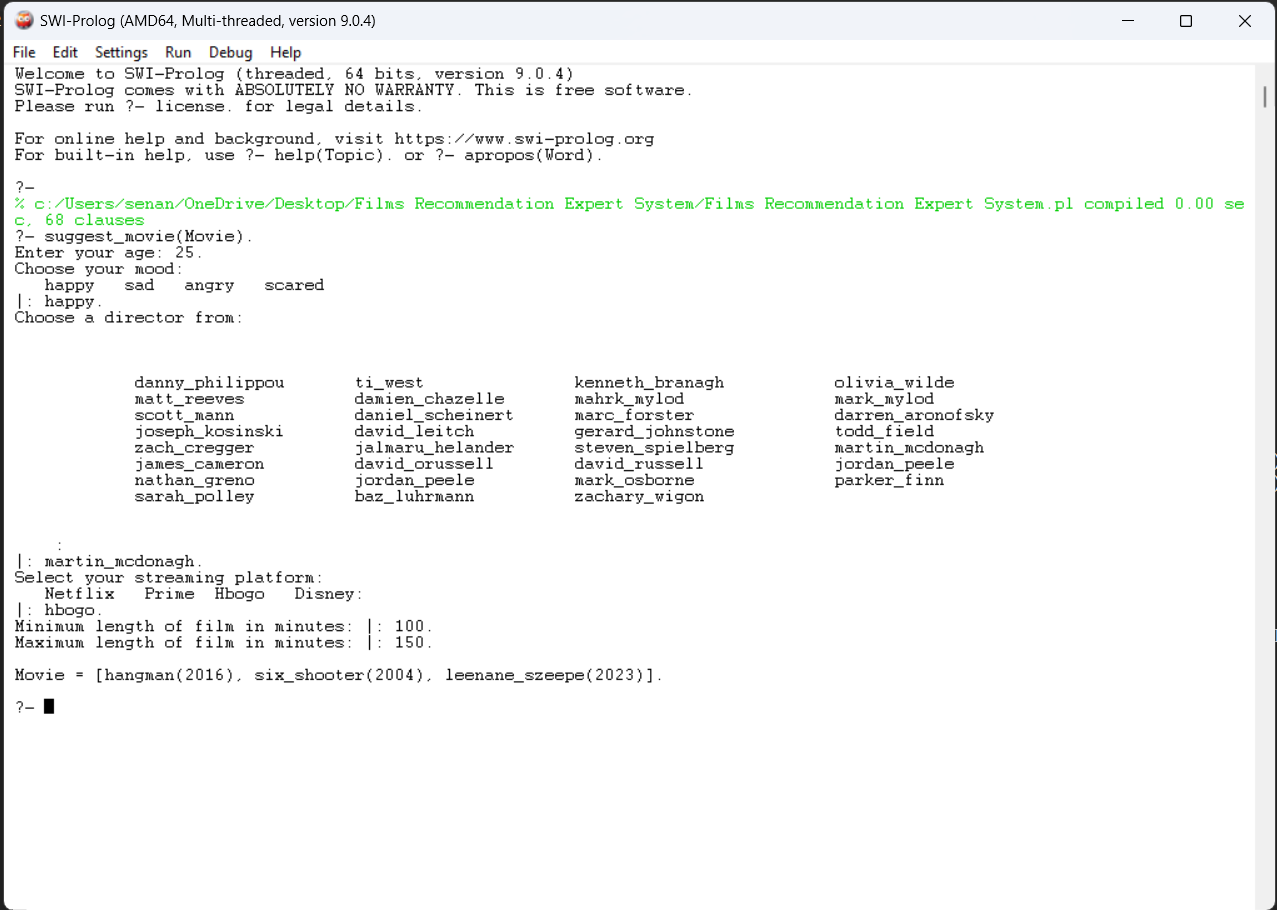 SWI-Prolog (AMD64, Multi-threaded, version 9.0.4)
File Edit Settings Run Debug Help
Welcome to SWI-Prolog (threaded, 64 bits, version 9.0.4)
SWI-Prolog comes with ABSOLUTELY NO WARRANTY. This is free software.
Please run ?- license. for legal details.
For online help and background, visit https://www.swi-prolog.org
For built-in help, use ?- help(Topic). or ?- apropos(Word).
?-
% c:/Users/senan/OneDrive/Desktop/Films Recommendation Expert System/Films Recommendation Expert System.pl compiled 0.00 se
c, 68 clauses
?- suggest_movie(Movie).
Enter your age: 25.
Choose your mood:
happy sad angry scared
|: happy.
Choose a director from:
danny_philippou ti_west kenneth_branagh olivia_wilde
matt_reeves damien_chazelle mahrk_mylod mark_mylod
scott_mann daniel_scheinert marc_forster darren_aronofsky
joseph_kosinski david_leitch gerard_johnstone todd_field
zach_cregger jalmaru_helander steven_spielberg martin_mcdonagh
james_cameron david_orussell david_russell jordan_peele
nathan_greno jordan_peele mark_osborne parker_finn
sarah_polley baz_luhrmann zachary_wigon
:
|: martin_mcdonagh.
Select your streaming platform:
Netflix Prime Hbogo Disney:
|: hbogo.
Minimum length of film in minutes: |: 100.
Maximum length of film in minutes: |: 150.
Movie = [hangman(2016), six_shooter(2004), leenane_szeepe(2023)].
?-